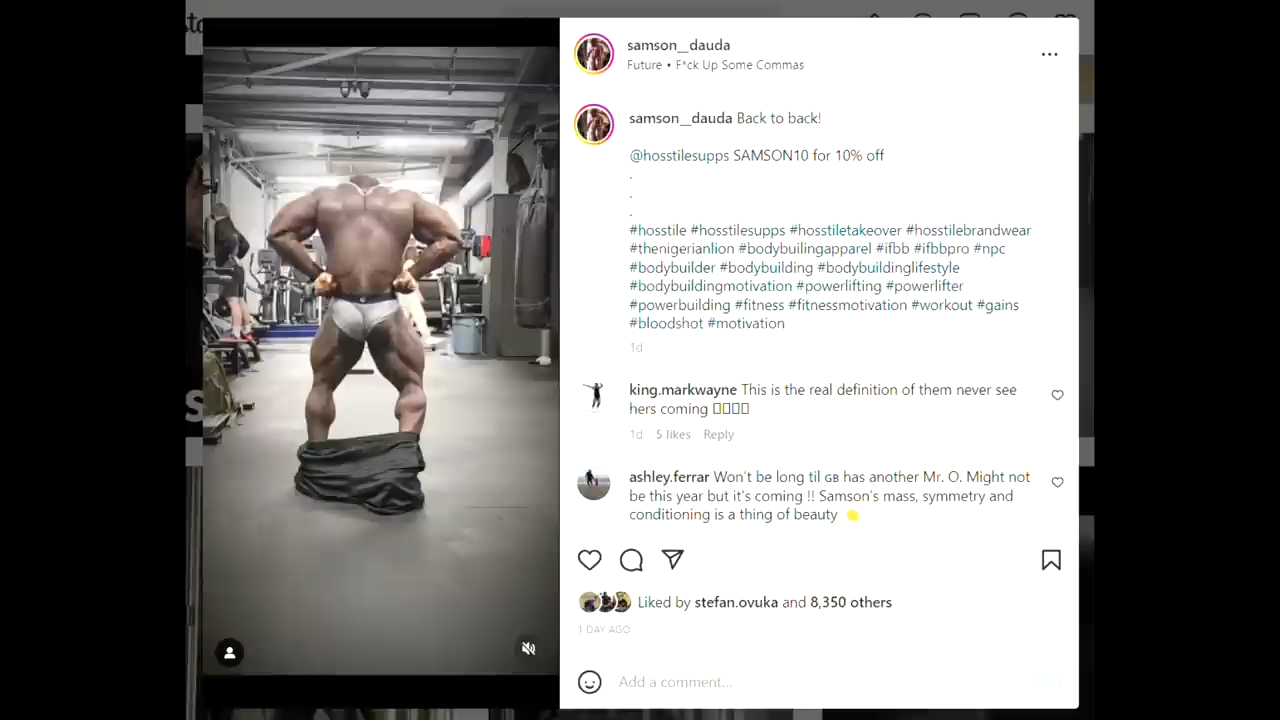 samson__dauda
Future • F*ck Up Some Commas
samson__dauda Back to back!
@hosstilesupps SAMSON10 for 10% off
.
.
.
#hosstile #hosstilesupps #hosstiletakeover #hosstilebrandwear
#thenigerianlion #bodybuilingapparel #ifbb #ifbbpro #npc
#bodybuilder #bodybuilding #bodybuildinglifestyle
#bodybuildingmotivation #powerlifting #powerlifter
#powerbuilding #fitness #fitnessmotivation #workout #gains
#bloodshot #motivation
1d
king.markwayne This is the real definition of them never see
hers coming
1d 5 likes Reply
ashley.ferrar Won't be long til GB has another Mr. O. Might not
be this year but it's coming !! Samson's mass, symmetry and
conditioning is a thing of beauty
Liked by stefan.ovuka and 8,350 others
1 DAY AGO
Add a comment...